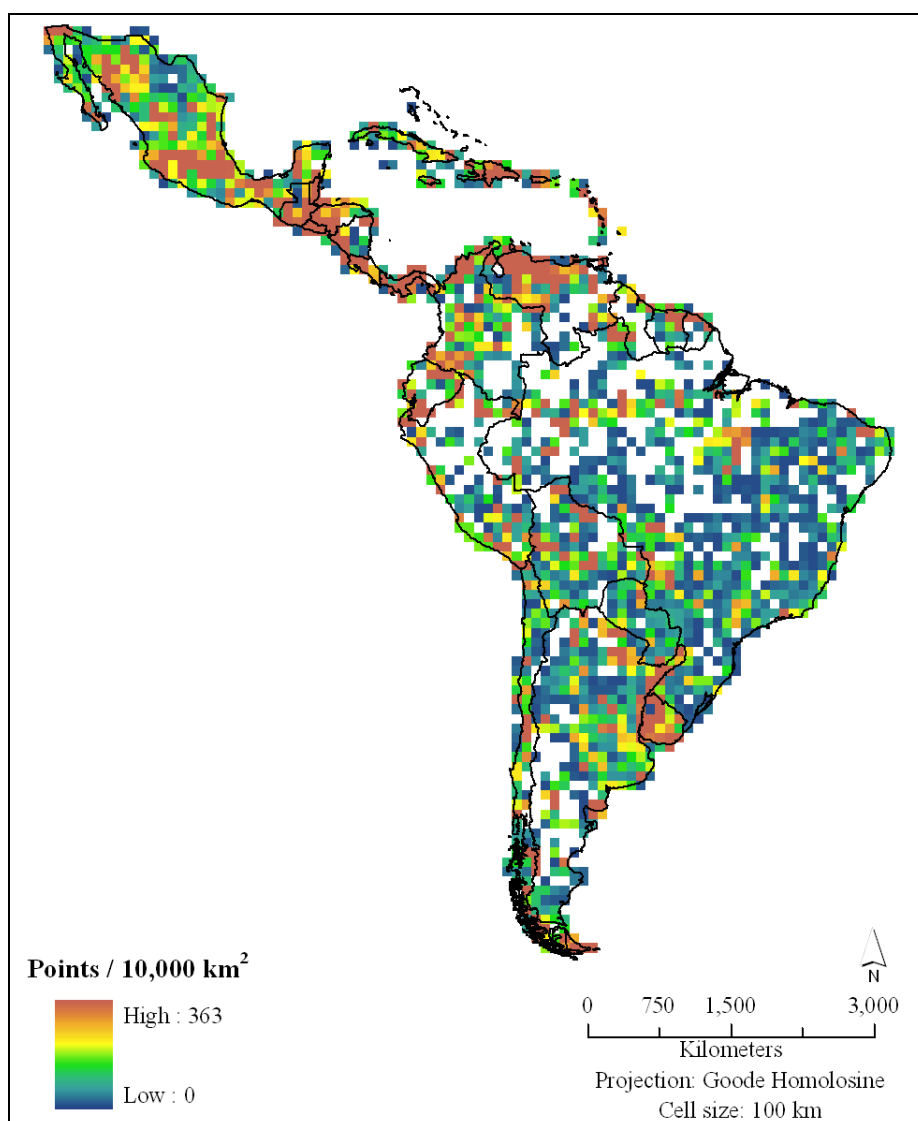 Points / 10,000 km²
High : 363
Low : 0
N
0 750 1,500 3,000
Kilometers
Projection: Goode Homolosine
Cell size: 100 km